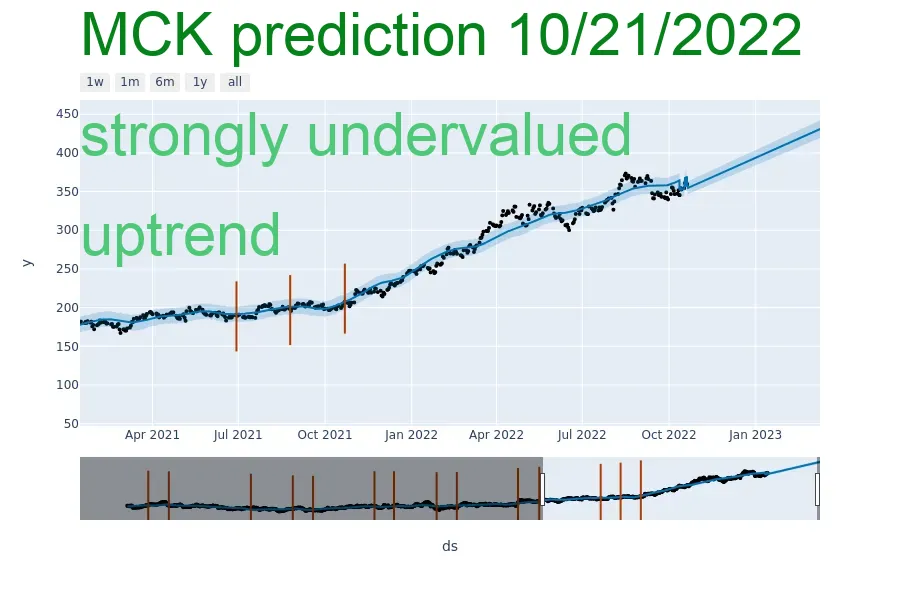 MCK prediction 10/21/2022
1w 1m 6m 1y all
strongly undervalued
uptrend
450
400
350
300
250
200
150
100
50
y
Apr 2021 Jul 2021 Oct 2021 Jan 2022 Apr 2022 Jul 2022 Oct 2022 Jan 2023
ds